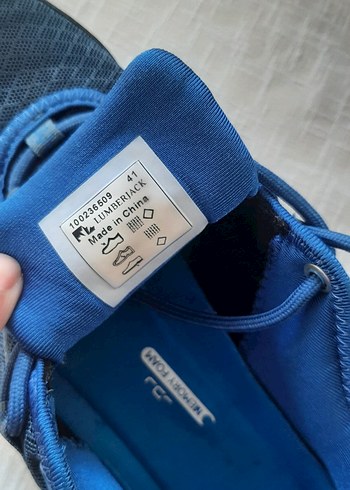 100236509 41
LUMBERJACK
Made in China
MEMORY FOAM